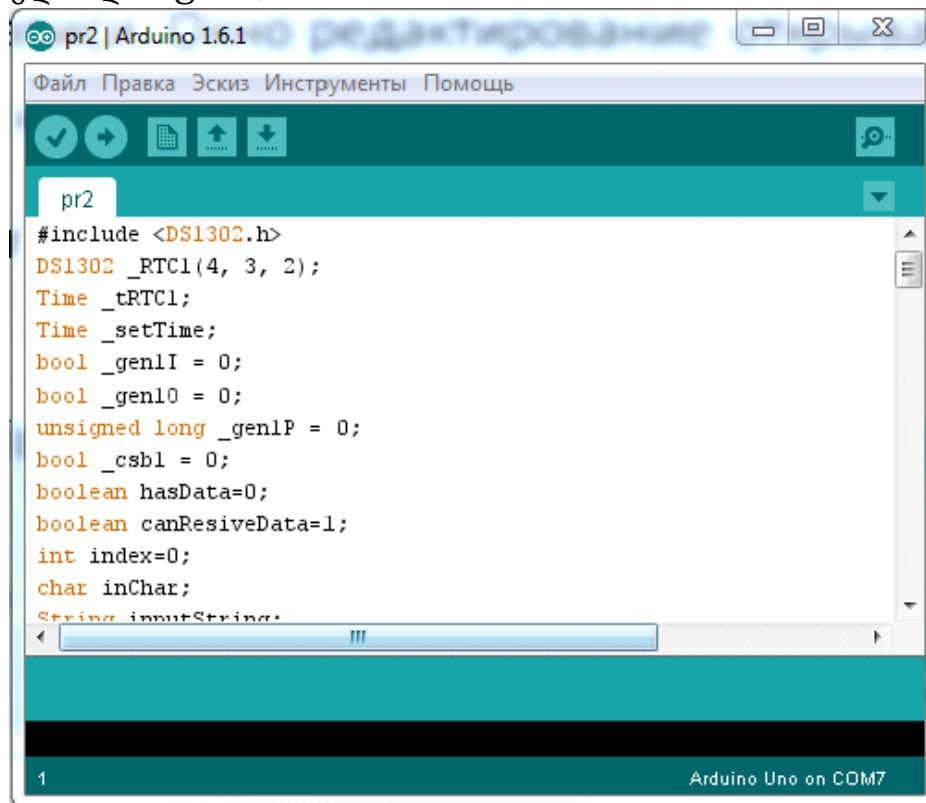 pr2 | Arduino 1.6.1
Файл Правка Эскиз Инструменты Помощь
pr2
#include <DS1302.h>
DS1302 _RTC1(4, 3, 2);
Time _tRTC1;
Time _setTime;
bool _gen1I = 0;
bool _gen1O = 0;
unsigned long _gen1P = 0;
bool _csb1 = 0;
boolean hasData=0;
boolean canResiveData=1;
int index=0;
char inChar;
String inputString;
1
Arduino Uno on COM7